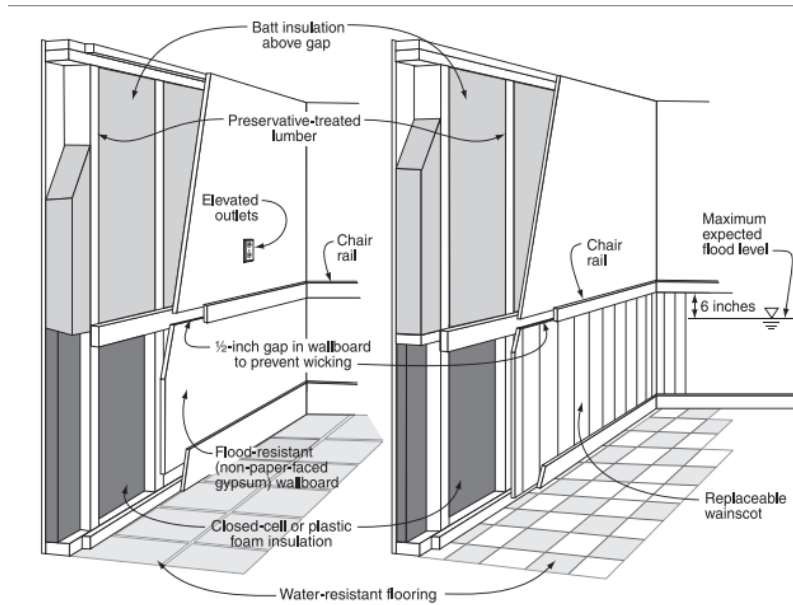 Batt insulation
above gap
Preservative-treated
lumber
Elevated
outlets
Chair
rail
Chair
rail
Maximum
expected
flood level
6 inches
½-inch gap in wallboard
to prevent wicking
Flood-resistant
(non-paper-faced
gypsum) wallboard
Closed-cell or plastic
foam insulation
Replaceable
wainscot
Water-resistant flooring